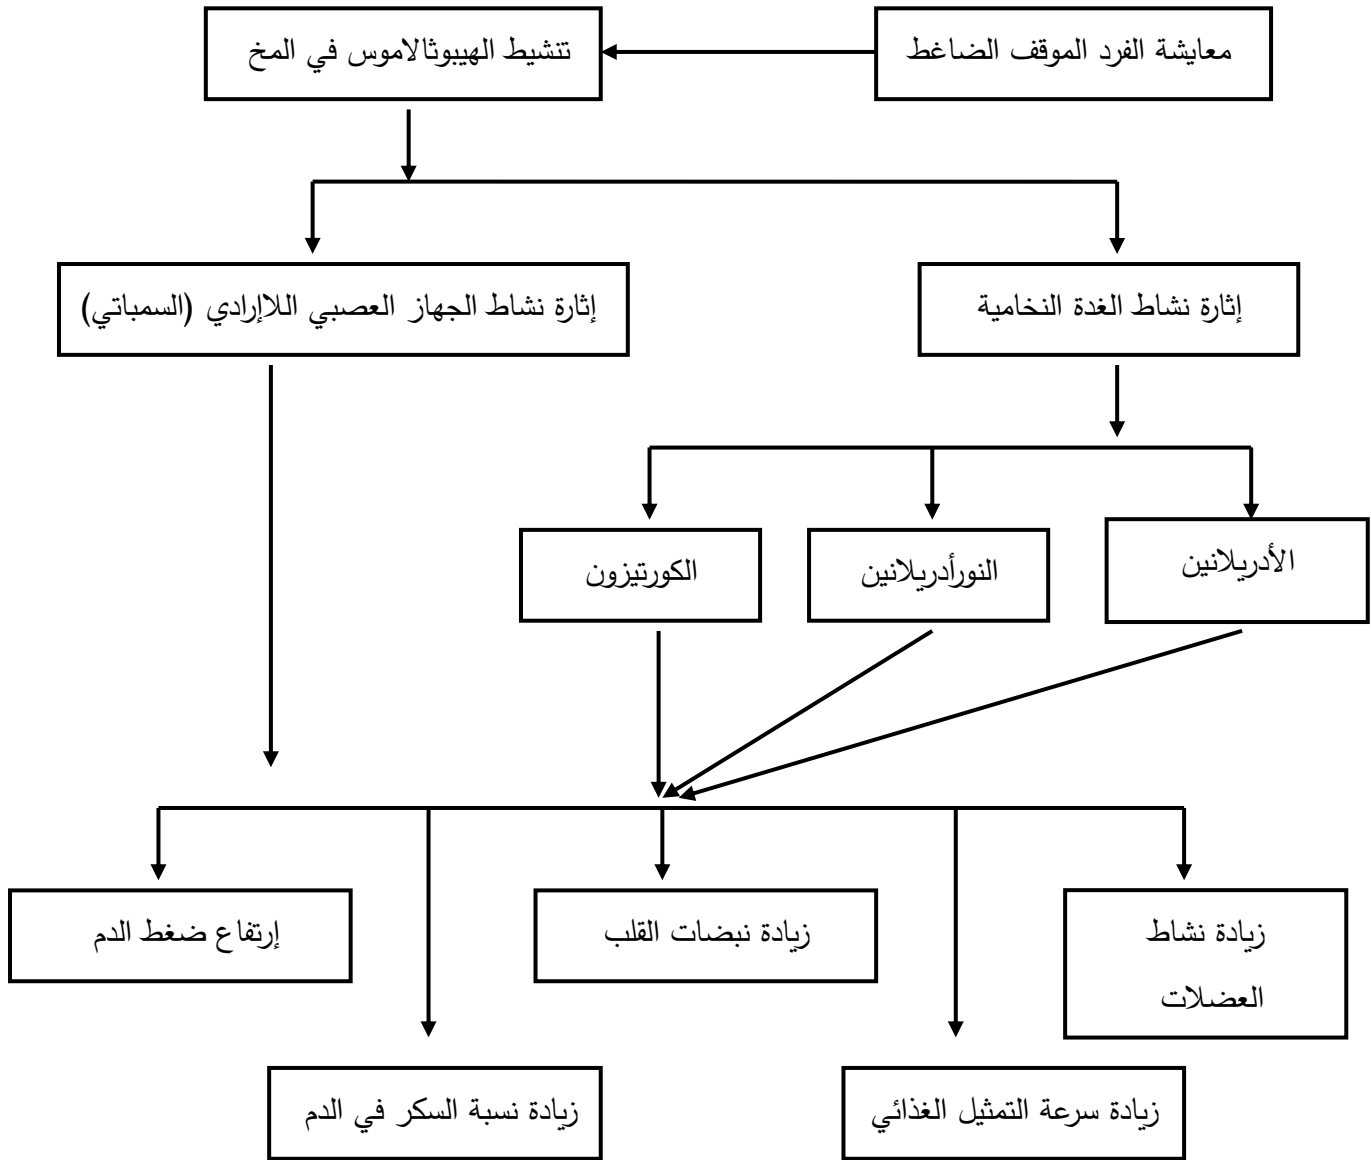 معايشة الفرد الموقف الضاغط
تنشيط الهيبوثالاموس في المخ
إثارة نشاط الغدة النخامية
إثارة نشاط الجهاز العصبي اللاإرادي (السمباتي)
الأدريلانين
النورأدريلانين
الكورتيزون
زيادة نشاط
العضلات
زيادة نبضات القلب
إرتفاع ضغط الدم
زيادة سرعة التمثيل الغذائي
زيادة نسبة السكر في الدم